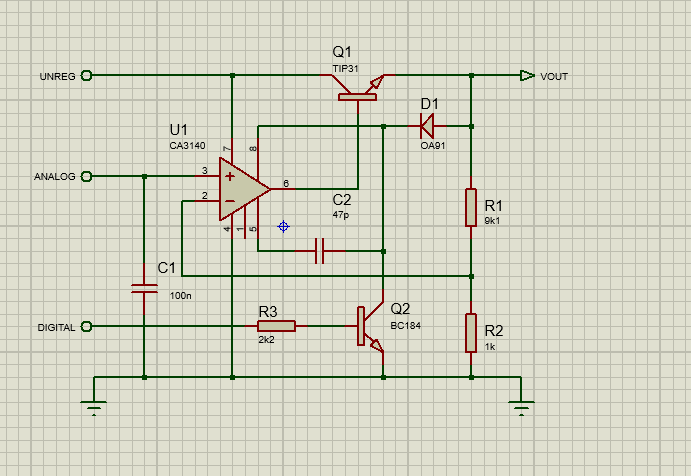 Q1
TIP31
UNREG
VOUT
D1
OA91
U1
CA3140
7
8
ANALOG
3
2
6
4
1
5
C2
47p
R1
9k1
C1
100n
R3
2k2
Q2
BC184
DIGITAL
R2
1k